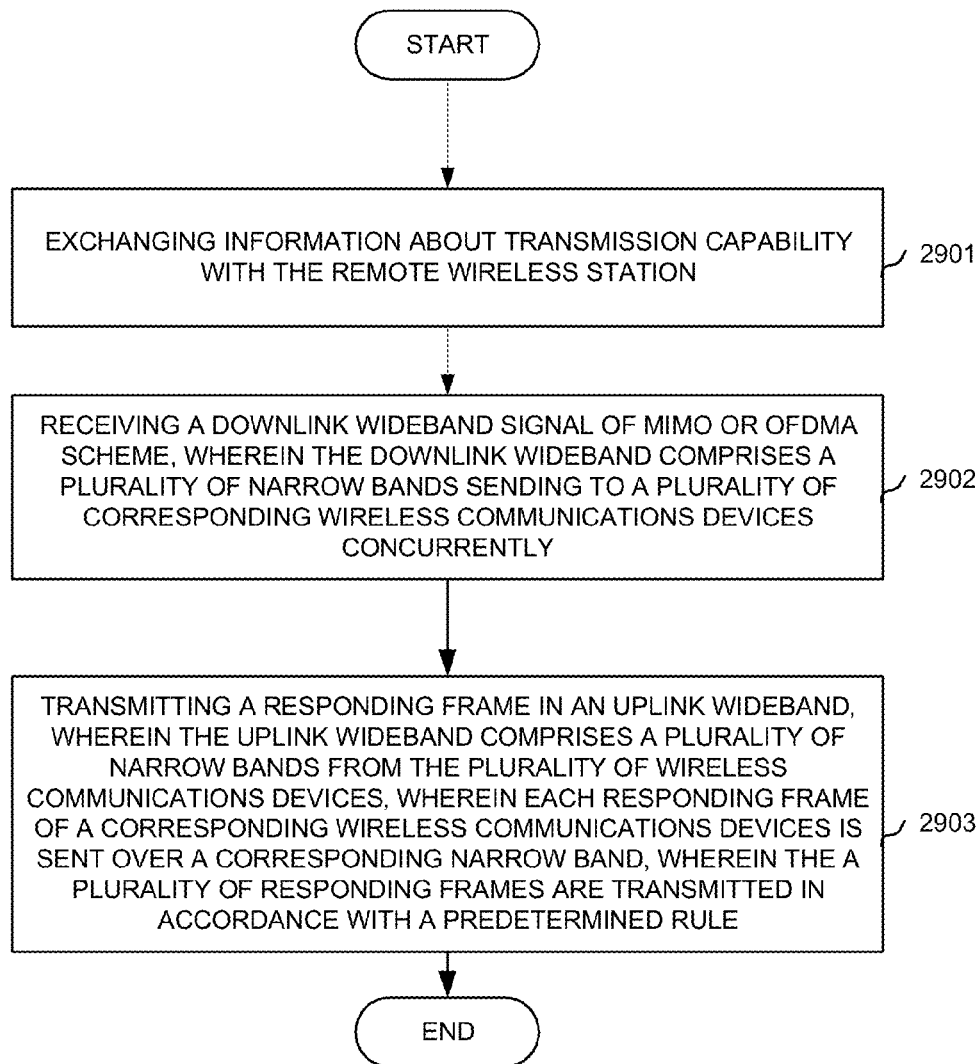 START
EXCHANGING INFORMATION ABOUT TRANSMISSION CAPABILITY
WITH THE REMOTE WIRELESS STATION
2901
RECEIVING A DOWNLINK WIDEBAND SIGNAL OF MIMO OR OFDMA
SCHEME, WHEREIN THE DOWNLINK WIDEBAND COMPRISES A
PLURALITY OF NARROW BANDS SENDING TO A PLURALITY OF
CORRESPONDING WIRELESS COMMUNICATIONS DEVICES
CONCURRENTLY
2902
TRANSMITTING A RESPONDING FRAME IN AN UPLINK WIDEBAND,
WHEREIN THE UPLINK WIDEBAND COMPRISES A PLURALITY OF
NARROW BANDS FROM THE PLURALITY OF WIRELESS
COMMUNICATIONS DEVICES, WHEREIN EACH RESPONDING FRAME
OF A CORRESPONDING WIRELESS COMMUNICATIONS DEVICES IS
SENT OVER A CORRESPONDING NARROW BAND, WHEREIN THE A
PLURALITY OF RESPONDING FRAMES ARE TRANSMITTED IN
ACCORDANCE WITH A PREDETERMINED RULE
2903
END